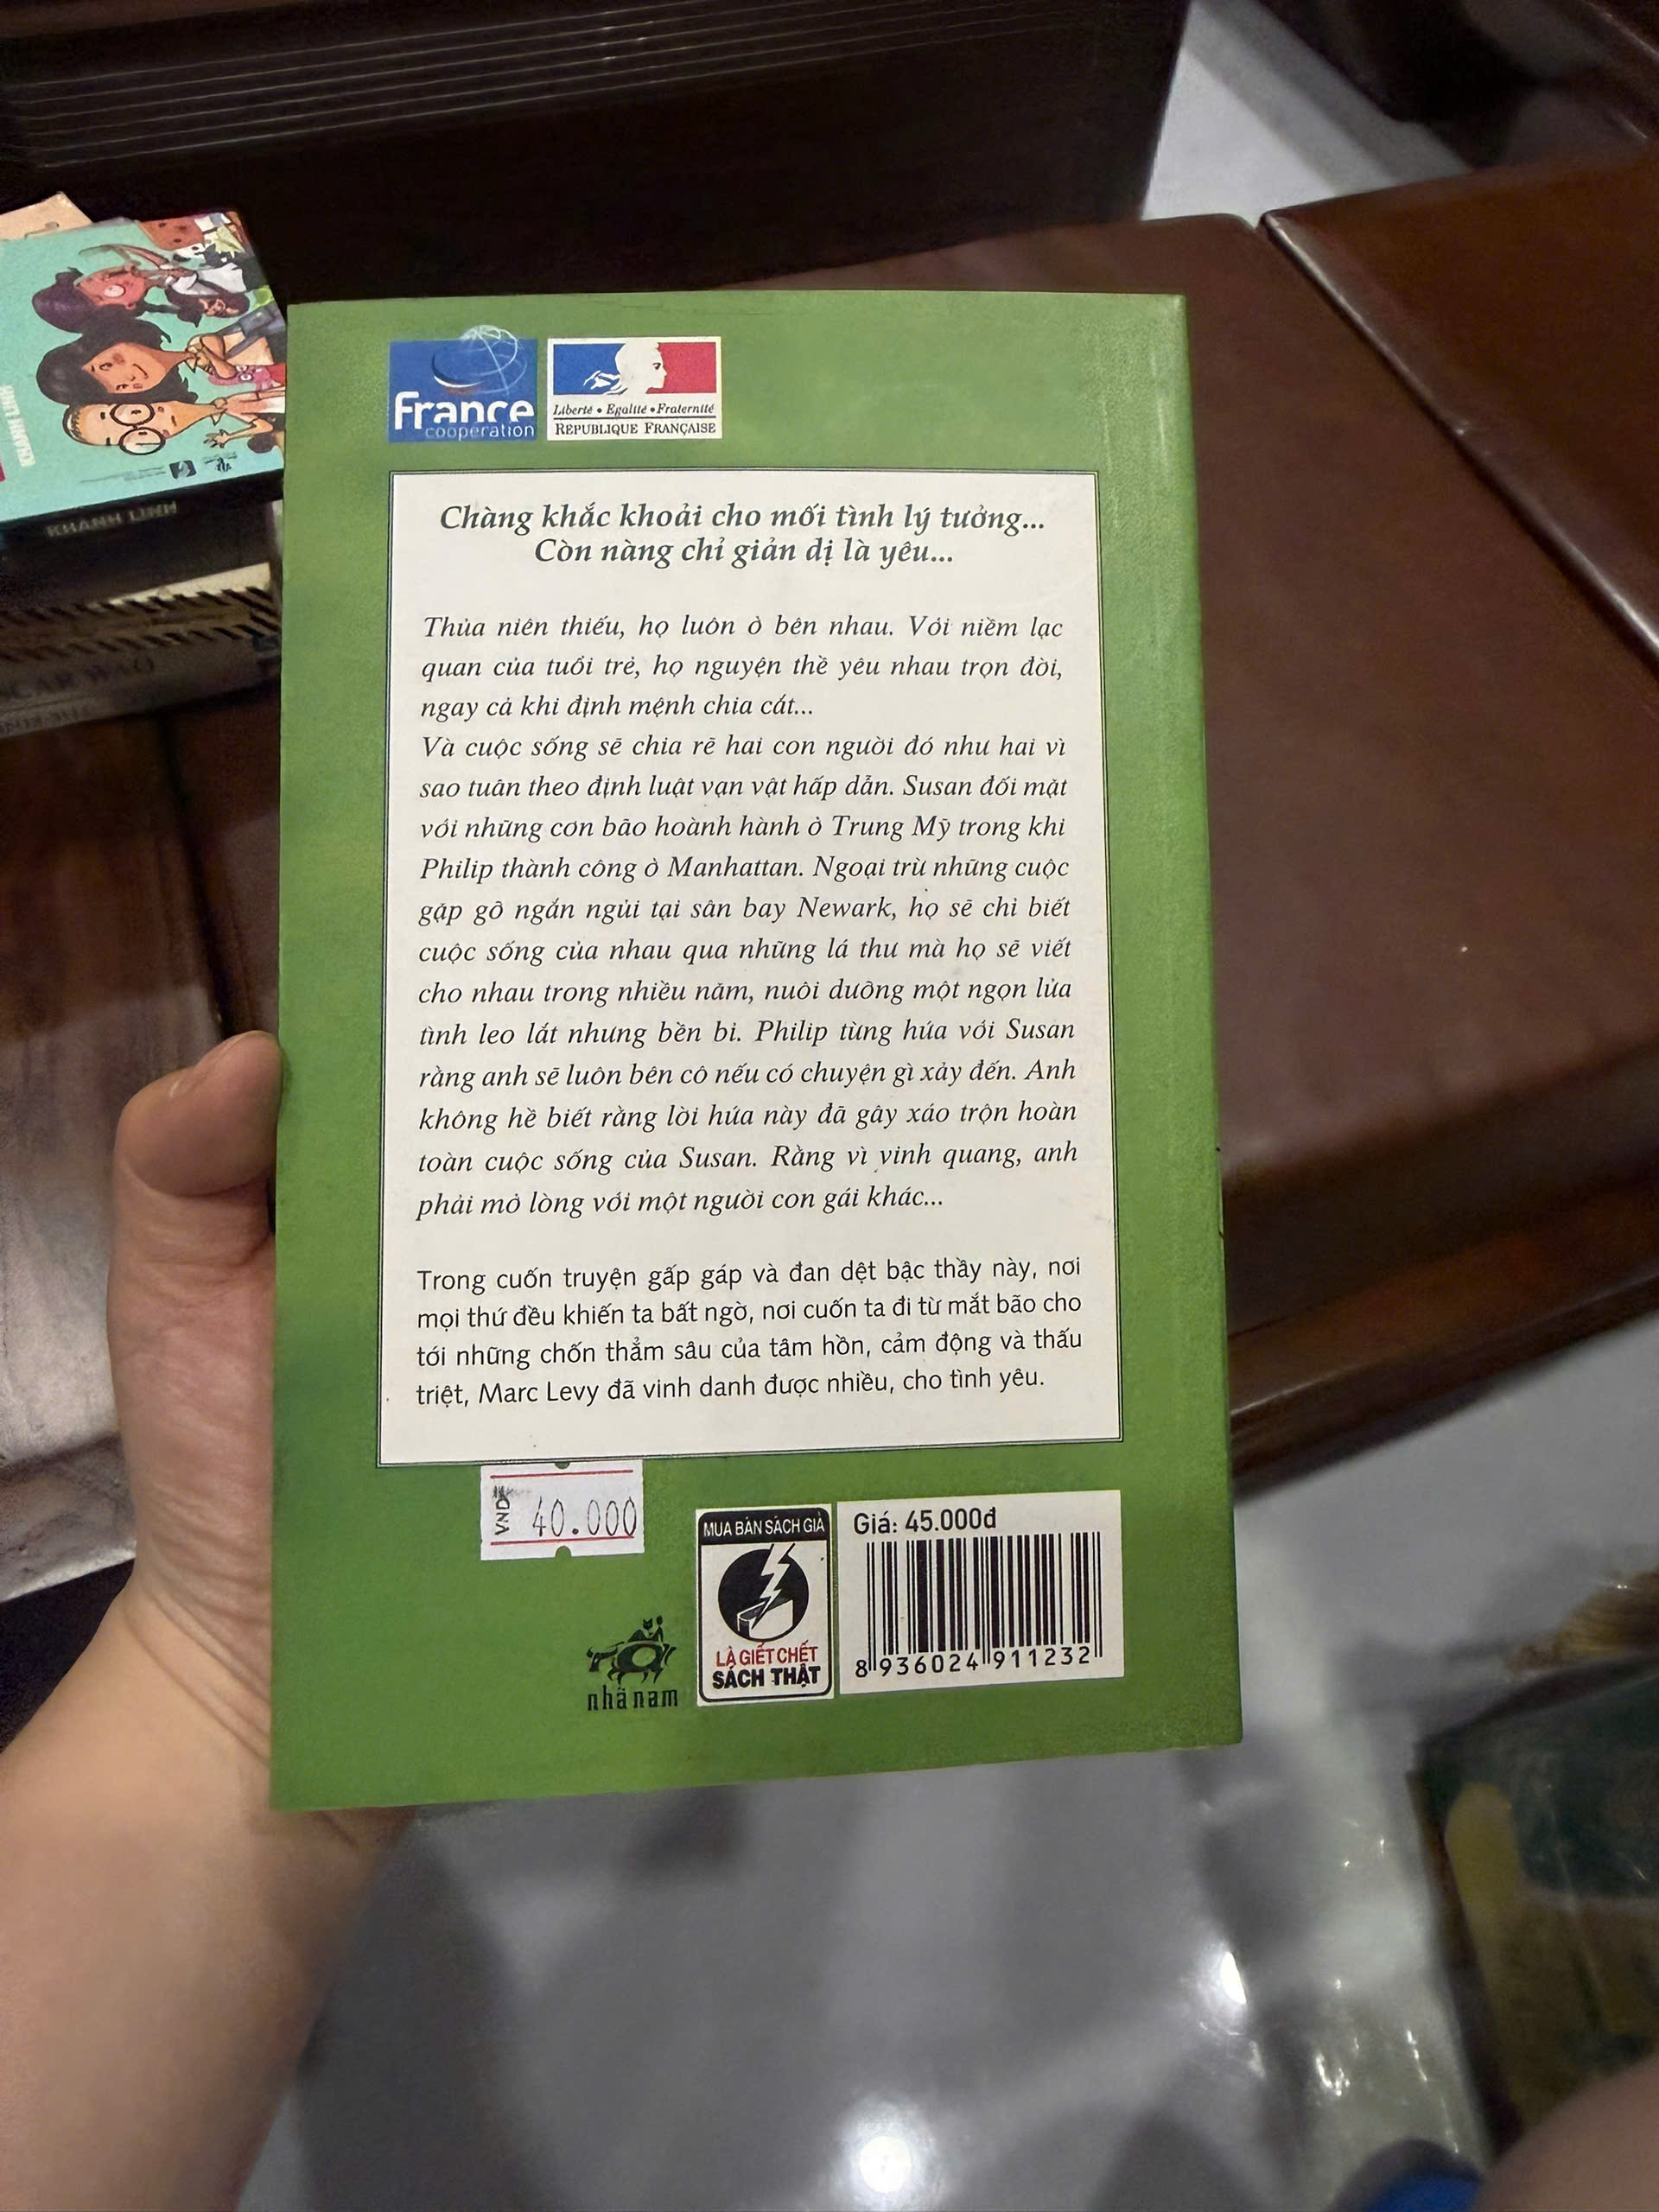 France
cooperation
Liberté • Egalité • Fraternité
RÉPUBLIQUE FRANÇAISE
Chàng khắc khoải cho mối tình lý tưởng...
Còn nàng chỉ giản dị là yêu...
Thủa niên thiếu, họ luôn ở bên nhau. Với niềm lạc
quan của tuổi trẻ, họ nguyện thề yêu nhau trọn đời,
ngay cả khi định mệnh chia cắt...
Và cuộc sống sẽ chia rẽ hai con người đó như hai vì
sao tuân theo định luật vạn vật hấp dẫn. Susan đối mặt
với những cơn bão hoành hành ở Trung Mỹ trong khi
Philip thành công ở Manhattan. Ngoại trừ những cuộc
gặp gỡ ngắn ngủi tại sân bay Newark, họ sẽ chỉ biết
cuộc sống của nhau qua những lá thư mà họ sẽ viết
cho nhau trong nhiều năm, nuôi dưỡng một ngọn lửa
tình leo lắt nhưng bền bỉ. Philip từng hứa với Susan
rằng anh sẽ luôn bên cô nếu có chuyện gì xảy đến. Anh
không hề biết rằng lời hứa này đã gây xáo trộn hoàn
toàn cuộc sống của Susan. Rằng vì vinh quang, anh
phải mở lòng với một người con gái khác...
Trong cuốn truyện gấp gáp và đan dệt bậc thầy này, nơi
mọi thứ đều khiến ta bất ngờ, nơi cuốn ta đi từ mắt bão cho
tới những chốn thẳm sâu của tâm hồn, cảm động và thấu
triệt, Marc Levy đã vinh danh được nhiều, cho tình yêu.
VND
40.000
nhã nam
MUA BÁN SÁCH GIẢ
LÀ GIẾT CHẾT
SÁCH THẬT
Giá: 45.000đ
8 936024 911232
KHÁNH LINH
KHÁNH LINH